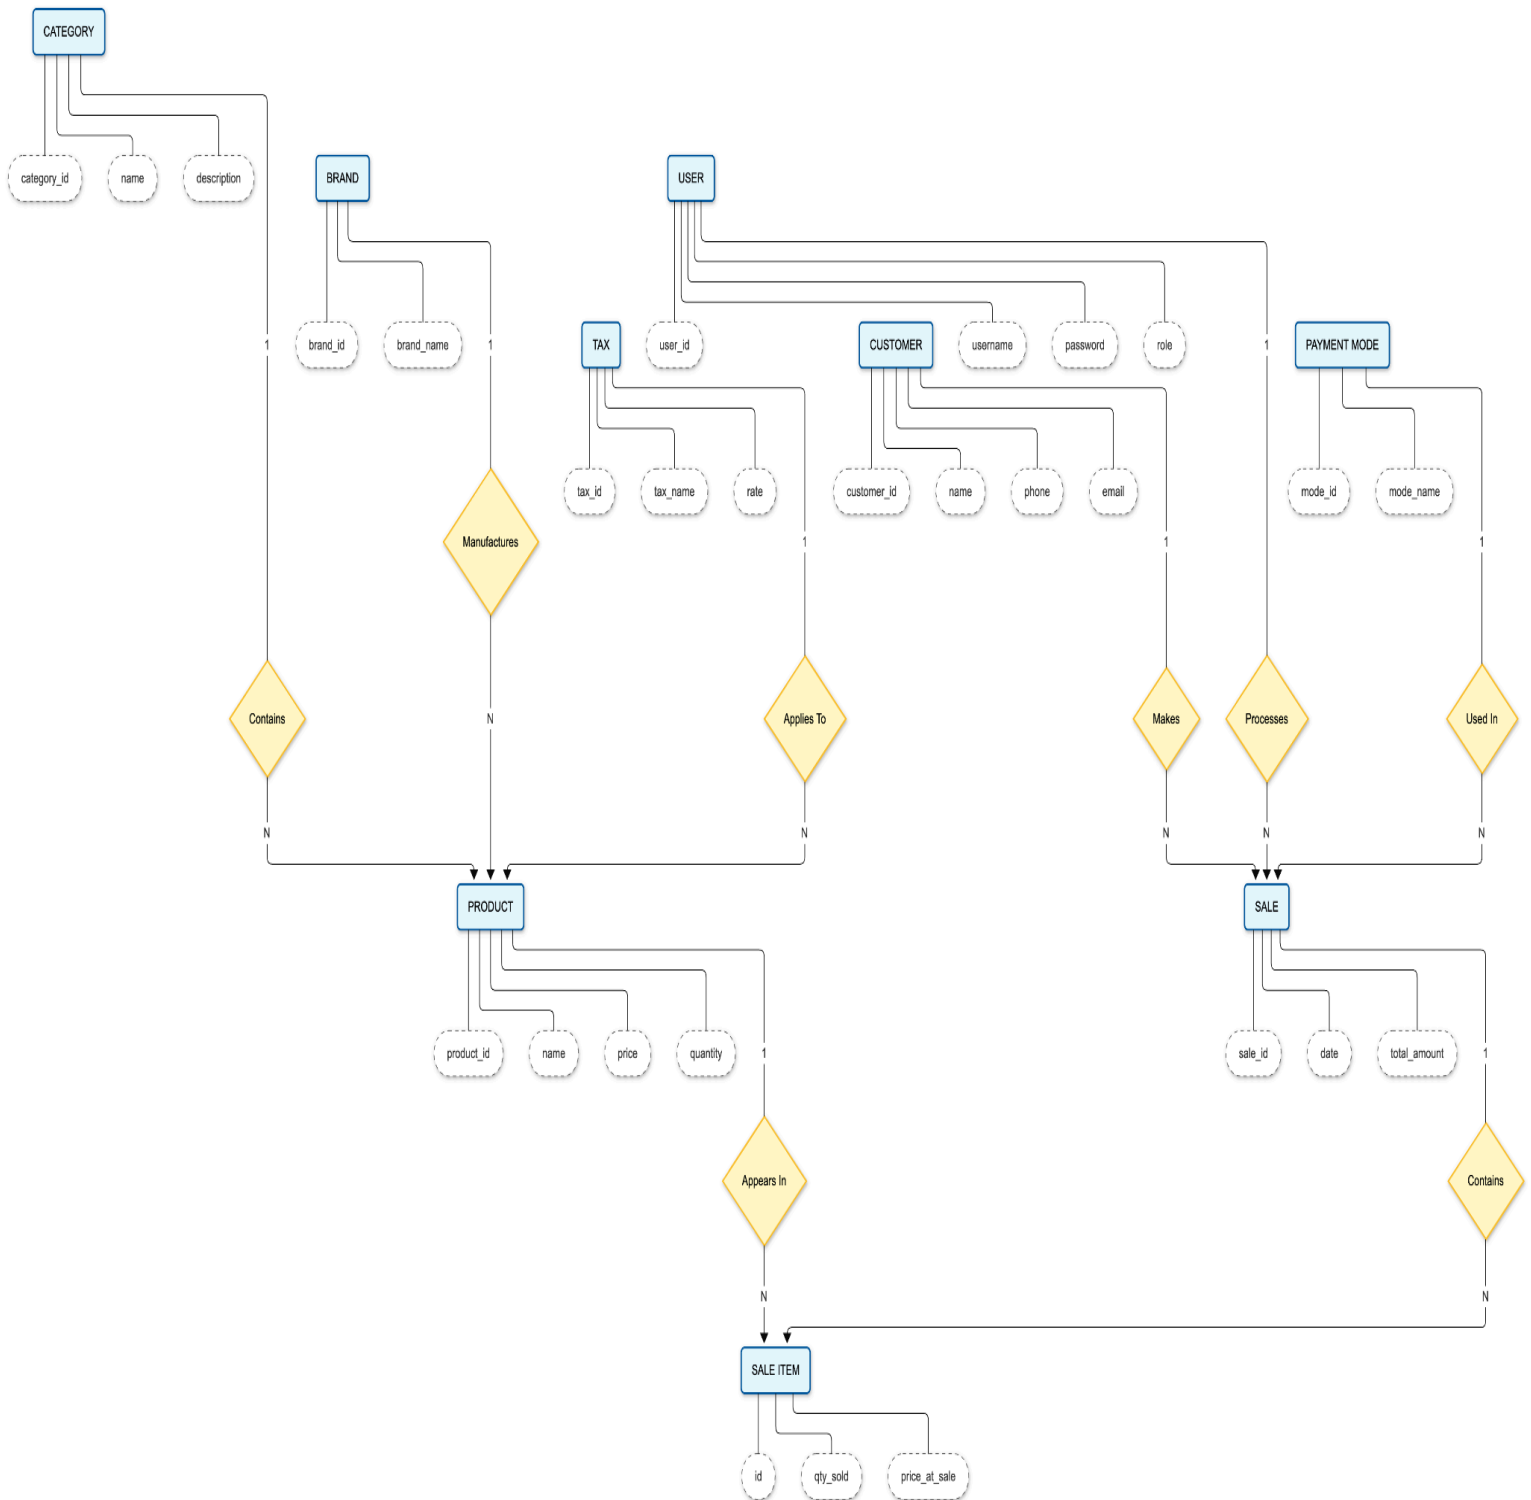 CATEGORY
category_id
name
description
BRAND
USER
1
brand_id
brand_name
1
TAX
user_id
CUSTOMER
username
password
role
1
PAYMENT MODE
tax_id
tax_name
rate
customer_id
name
phone
email
mode_id
mode_name
Manufactures
1
1
1
Contains
N
Applies To
Makes
Processes
Used In
N
N
N
N
N
PRODUCT
SALE
product_id
name
price
quantity
1
sale_id
date
total_amount
1
Appears In
Contains
N
N
SALE ITEM
id
qty_sold
price_at_sale